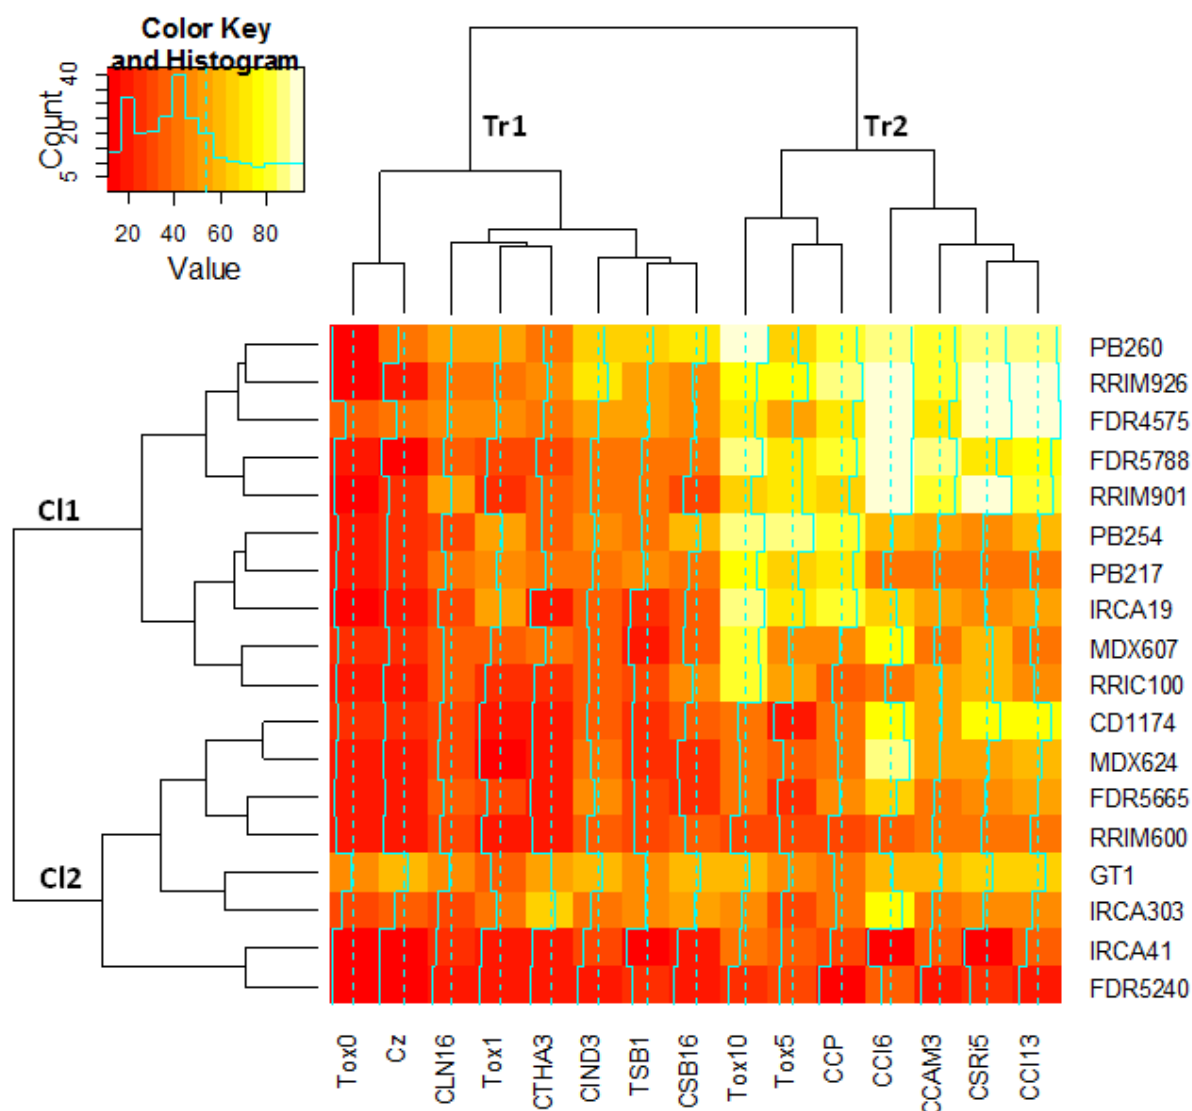 Color Key
and Histogram
Count
5 20 40
20 40 60 80
Value
Tr1
Tr2
Cl1
Cl2
PB260
RRIM926
FDR4575
FDR5788
RRIM901
PB254
PB217
IRCA19
MDX607
RRIC100
CD1174
MDX624
FDR5665
RRIM600
GT1
IRCA303
IRCA41
FDR5240
Tox0
Cz
CLN16
Tox1
CTHA3
CIND3
TSB1
CSB16
Tox10
Tox5
CCP
CCI6
CCAM3
CSRi5
CCI13